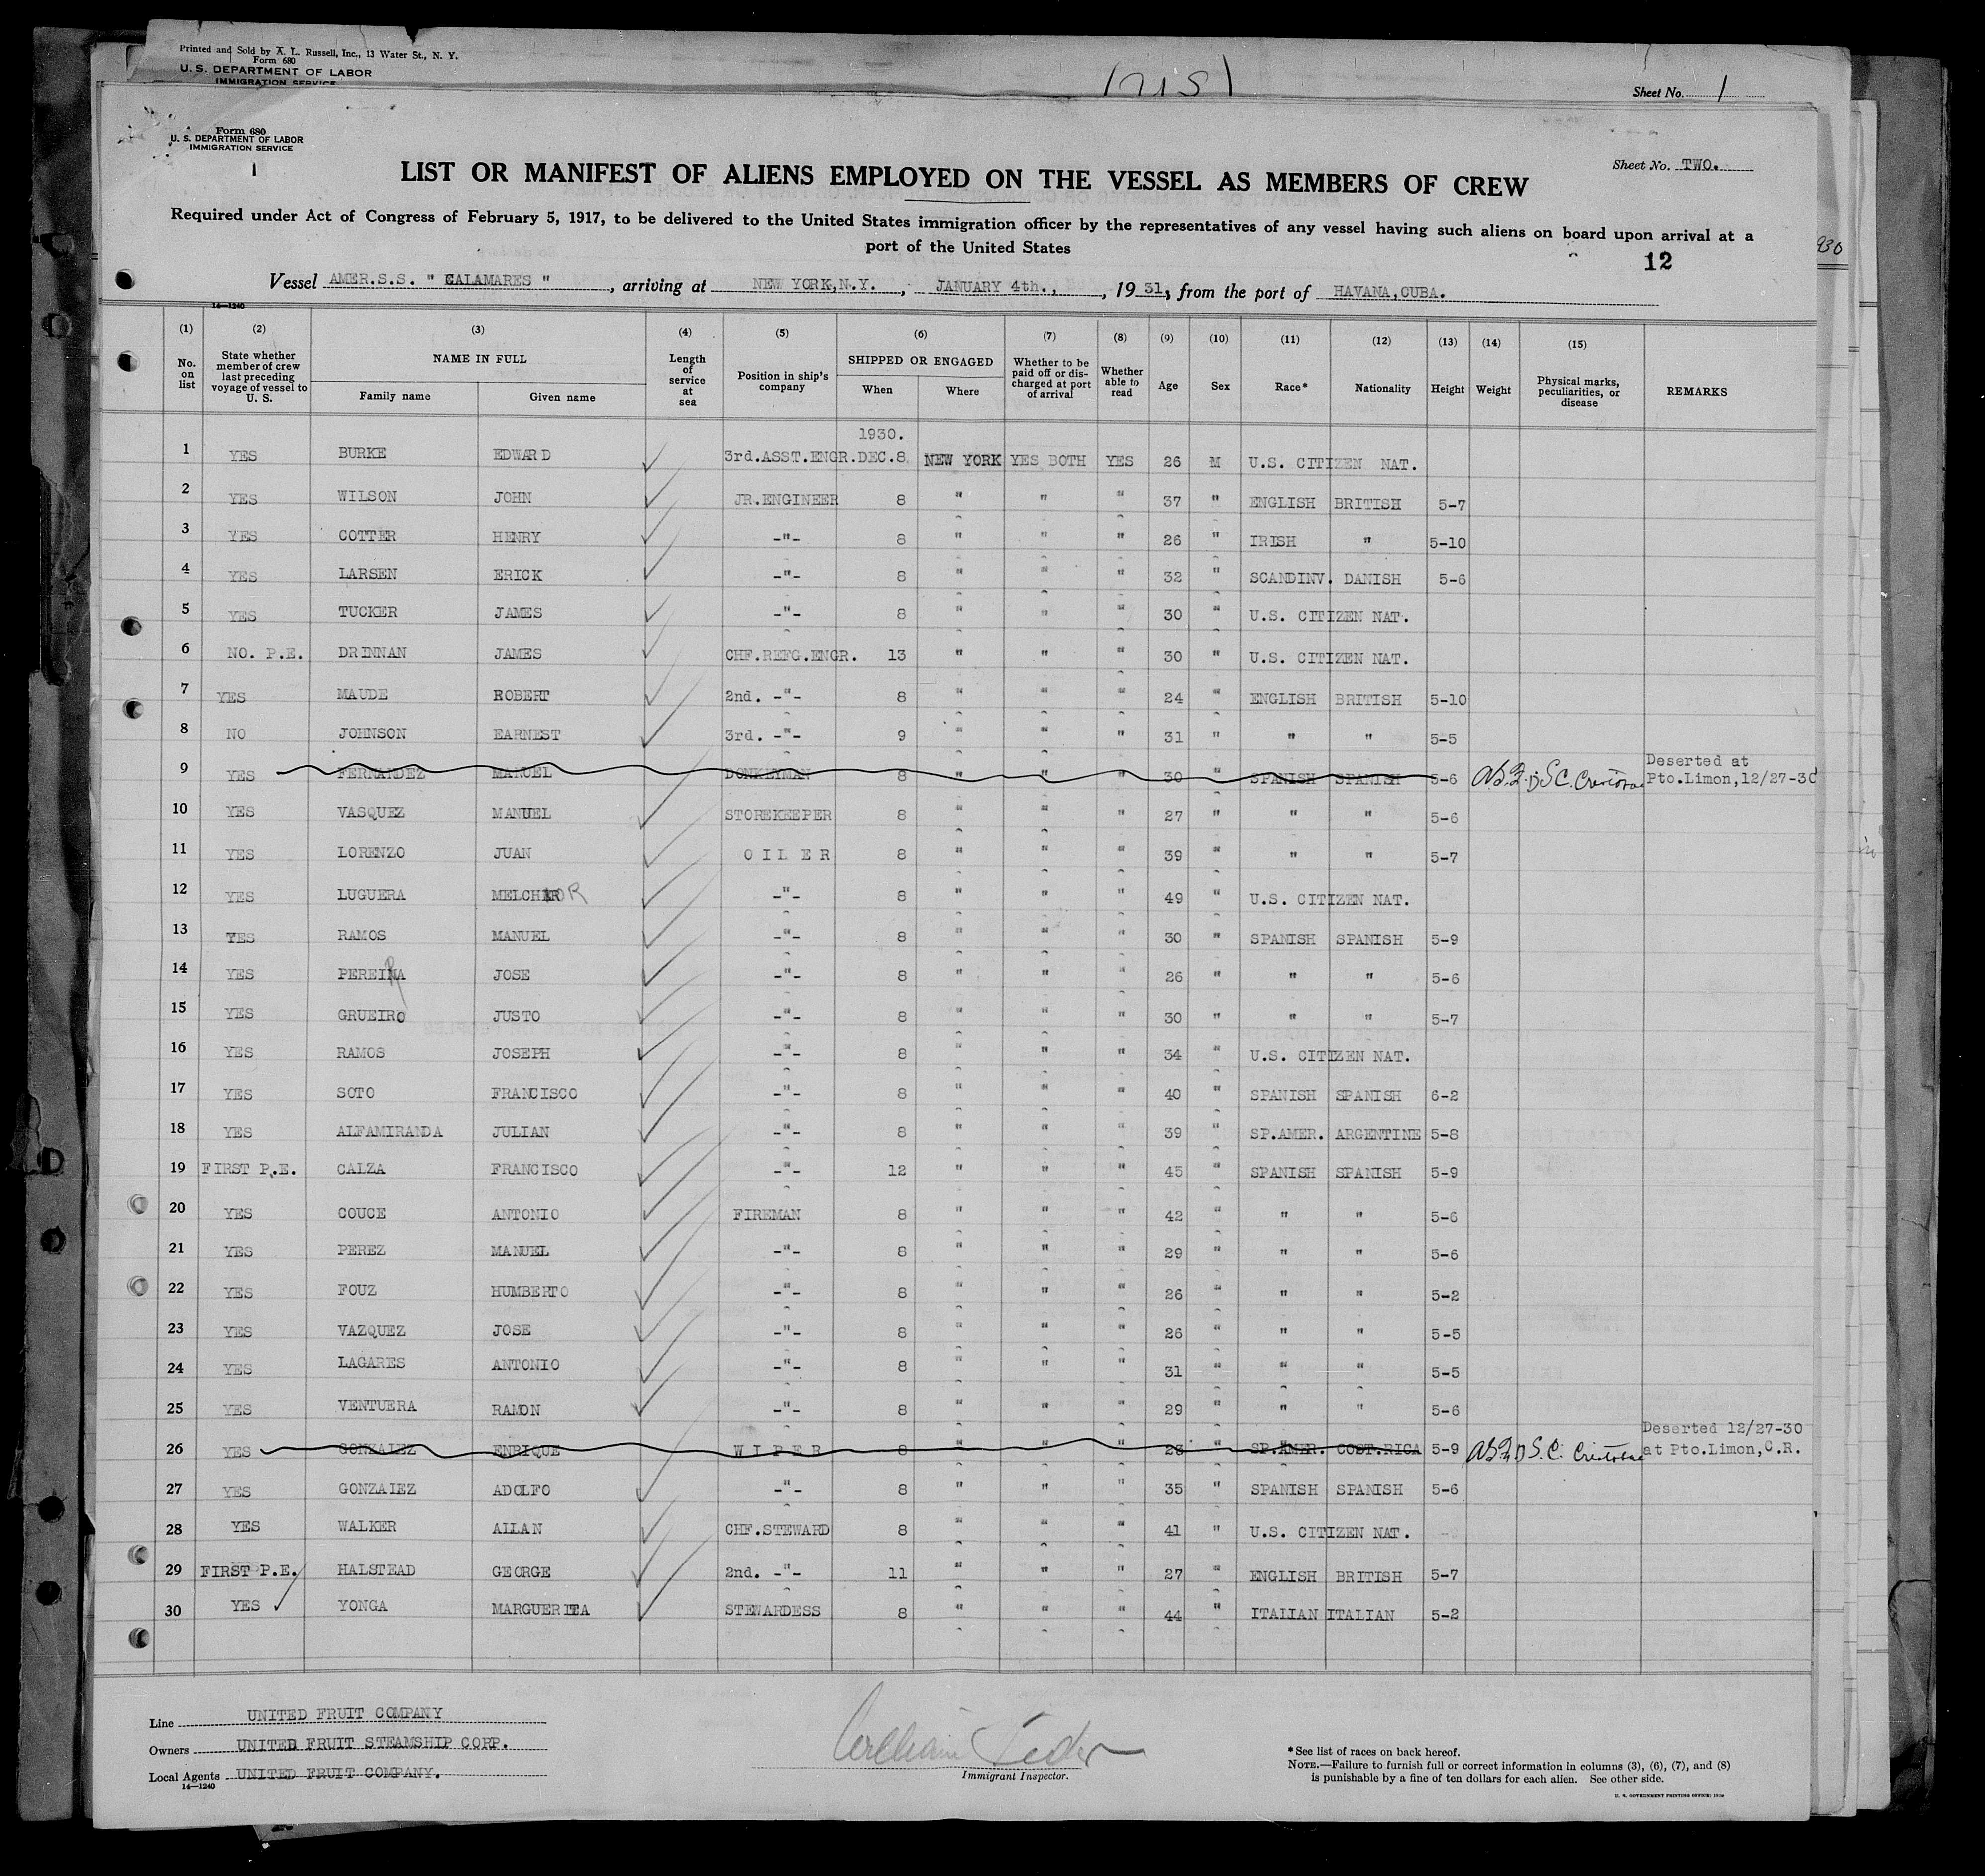 Printed and Sold by A. L. Russell, Inc., 13 Water St., N. Y.
Form 680
U. S. DEPARTMENT OF LABOR
IMMIGRATION SERVICE
Sheet No. 1
Form 680
U. S. DEPARTMENT OF LABOR
IMMIGRATION SERVICE
1
Sheet No. TWO.
LIST OR MANIFEST OF ALIENS EMPLOYED ON THE VESSEL AS MEMBERS OF CREW
Required under Act of Congress of February 5, 1917, to be delivered to the United States immigration officer by the representatives of any vessel having such aliens on board upon arrival at a
port of the United States
930
12
Vessel AMER.S.S. " CALAMARES " , arriving at NEW YORK,N.Y. , JANUARY 4th., , 1931, from the port of HAVANA,CUBA.
14—1240
(1) (2) (3) (4) (5) (6) (7) (8) (9) (10) (11) (12) (13) (14) (15)
No. on list State whether member of crew last preceding voyage of vessel to U. S. NAME IN FULL Family name Given name Length of service at sea Position in ship's company SHIPPED OR ENGAGED When Where Whether to be paid off or discharged at port of arrival Whether able to read Age Sex Race* Nationality Height Weight Physical marks, peculiarities, or disease REMARKS
1930.
1 YES BURKE EDWARD 3rd.ASST.ENGR. DEC.8, NEW YORK YES BOTH YES 26 M U.S. CITIZEN NAT.
2 YES WILSON JOHN JR.ENGINEER 8 " " " 37 " ENGLISH BRITISH 5-7
3 YES COTTER HENRY -"- 8 " " " 26 " IRISH " 5-10
4 YES LARSEN ERICK -"- 8 " " " 32 " SCANDINV. DANISH 5-6
5 YES TUCKER JAMES -"- 8 " " " 30 " U.S. CITIZEN NAT.
6 NO. P.E. DRINNAN JAMES CHF.REFG.ENGR. 13 " " " 30 " U.S. CITIZEN NAT.
7 YES MAUDE ROBERT 2nd. -"- 8 " " " 24 " ENGLISH BRITISH 5-10
8 NO JOHNSON EARNEST 3rd. -"- 9 " " " 31 " " " 5-5
9 YES FERNANDEZ MANUEL DONKEYMAN 8 " " " 30 " SPANISH SPANISH 5-6 Deserted at Pto.Limon,12/27-30
10 YES VASQUEZ MANUEL STOREKEEPER 8 " " " 27 " " " 5-6
11 YES LORENZO JUAN O I L E R 8 " " " 39 " " " 5-7
12 YES LUGUERA MELCHIOR -"- 8 " " " 49 " U.S. CITIZEN NAT.
13 YES RAMOS MANUEL -"- 8 " " " 30 " SPANISH SPANISH 5-9
14 YES PEREIRA JOSE -"- 8 " " " 26 " " " 5-6
15 YES GRUEIRO JUSTO -"- 8 " " " 30 " " " 5-7
16 YES RAMOS JOSEPH -"- 8 " " " 34 " U.S. CITIZEN NAT.
17 YES SOTO FRANCISCO -"- 8 " " " 40 " SPANISH SPANISH 6-2
18 YES ALFAMIRANDA JULIAN -"- 8 " " " 39 " SP.AMER. ARGENTINE 5-8
19 FIRST P.E. CALZA FRANCISCO -"- 12 " " " 45 " SPANISH SPANISH 5-9
20 YES COUCE ANTONIO FIREMAN 8 " " " 42 " " " 5-6
21 YES PEREZ MANUEL -"- 8 " " " 29 " " " 5-6
22 YES FOUZ HUMBERTO -"- 8 " " " 26 " " " 5-2
23 YES VAZQUEZ JOSE -"- 8 " " " 26 " " " 5-5
24 YES LAGARES ANTONIO -"- 8 " " " 31 " " " 5-5
25 YES VENTUERA RAMON -"- 8 " " " 29 " " " 5-6
26 YES GONZALEZ ENRIQUE W I P E R 8 " " " 23 " SP.AMER. COST.RICA 5-9 Deserted 12/27-30 at Pto.Limon,C.R.
27 YES GONZALEZ ADOLFO -"- 8 " " " 35 " SPANISH SPANISH 5-6
28 YES WALKER ALLAN CHF.STEWARD 8 " " " 41 " U.S. CITIZEN NAT.
29 FIRST P.E. HALSTEAD GEORGE 2nd. -"- 11 " " " 27 " ENGLISH BRITISH 5-7
30 YES YONGA MARGUERITA STEWARDESS 8 " " " 44 " ITALIAN ITALIAN 5-2
Line UNITED FRUIT COMPANY
Owners UNITED FRUIT STEAMSHIP CORP.
Local Agents UNITED FRUIT COMPANY.
14—1240
Immigrant Inspector.
* See list of races on back hereof.
NOTE.—Failure to furnish full or correct information in columns (3), (6), (7), and (8)
is punishable by a fine of ten dollars for each alien. See other side.
U. S. GOVERNMENT PRINTING OFFICE: